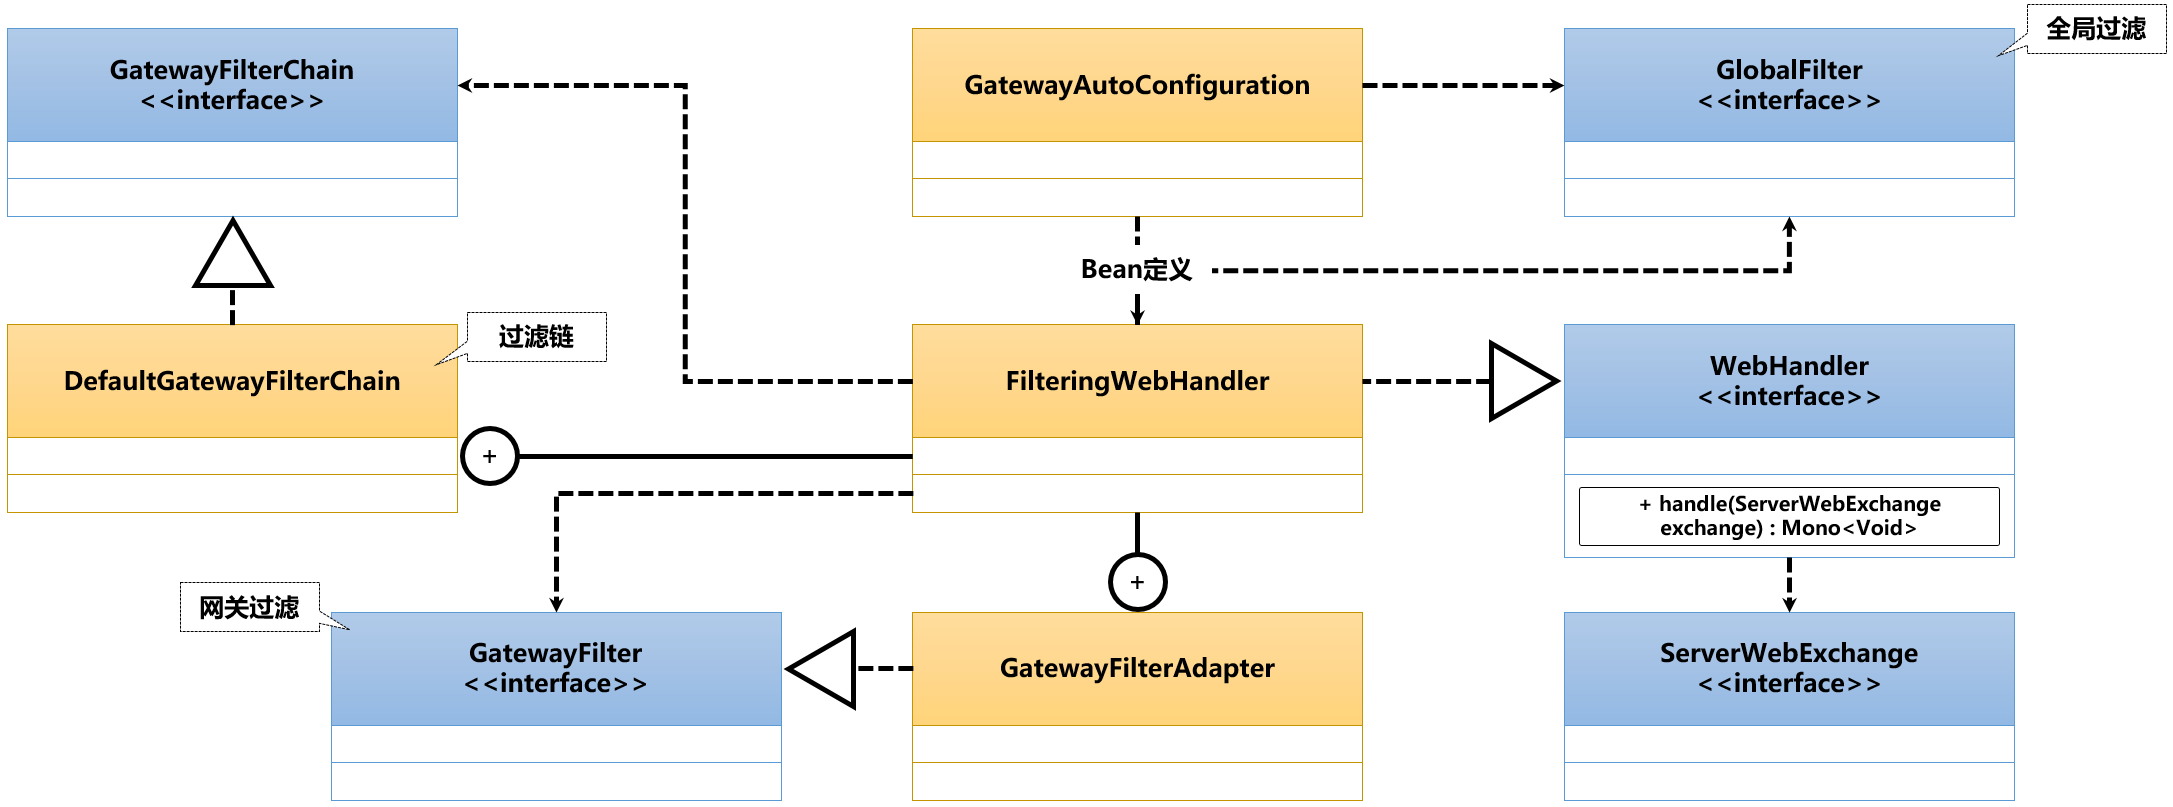 全局过滤
GatewayFilterChain
<<interface>>
GatewayAutoConfiguration
GlobalFilter
<<interface>>
Bean定义
过滤链
DefaultGatewayFilterChain
FilteringWebHandler
WebHandler
<<interface>>
+
+ handle(ServerWebExchange
exchange) : Mono<Void>
+
网关过滤
GatewayFilter
<<interface>>
GatewayFilterAdapter
ServerWebExchange
<<interface>>